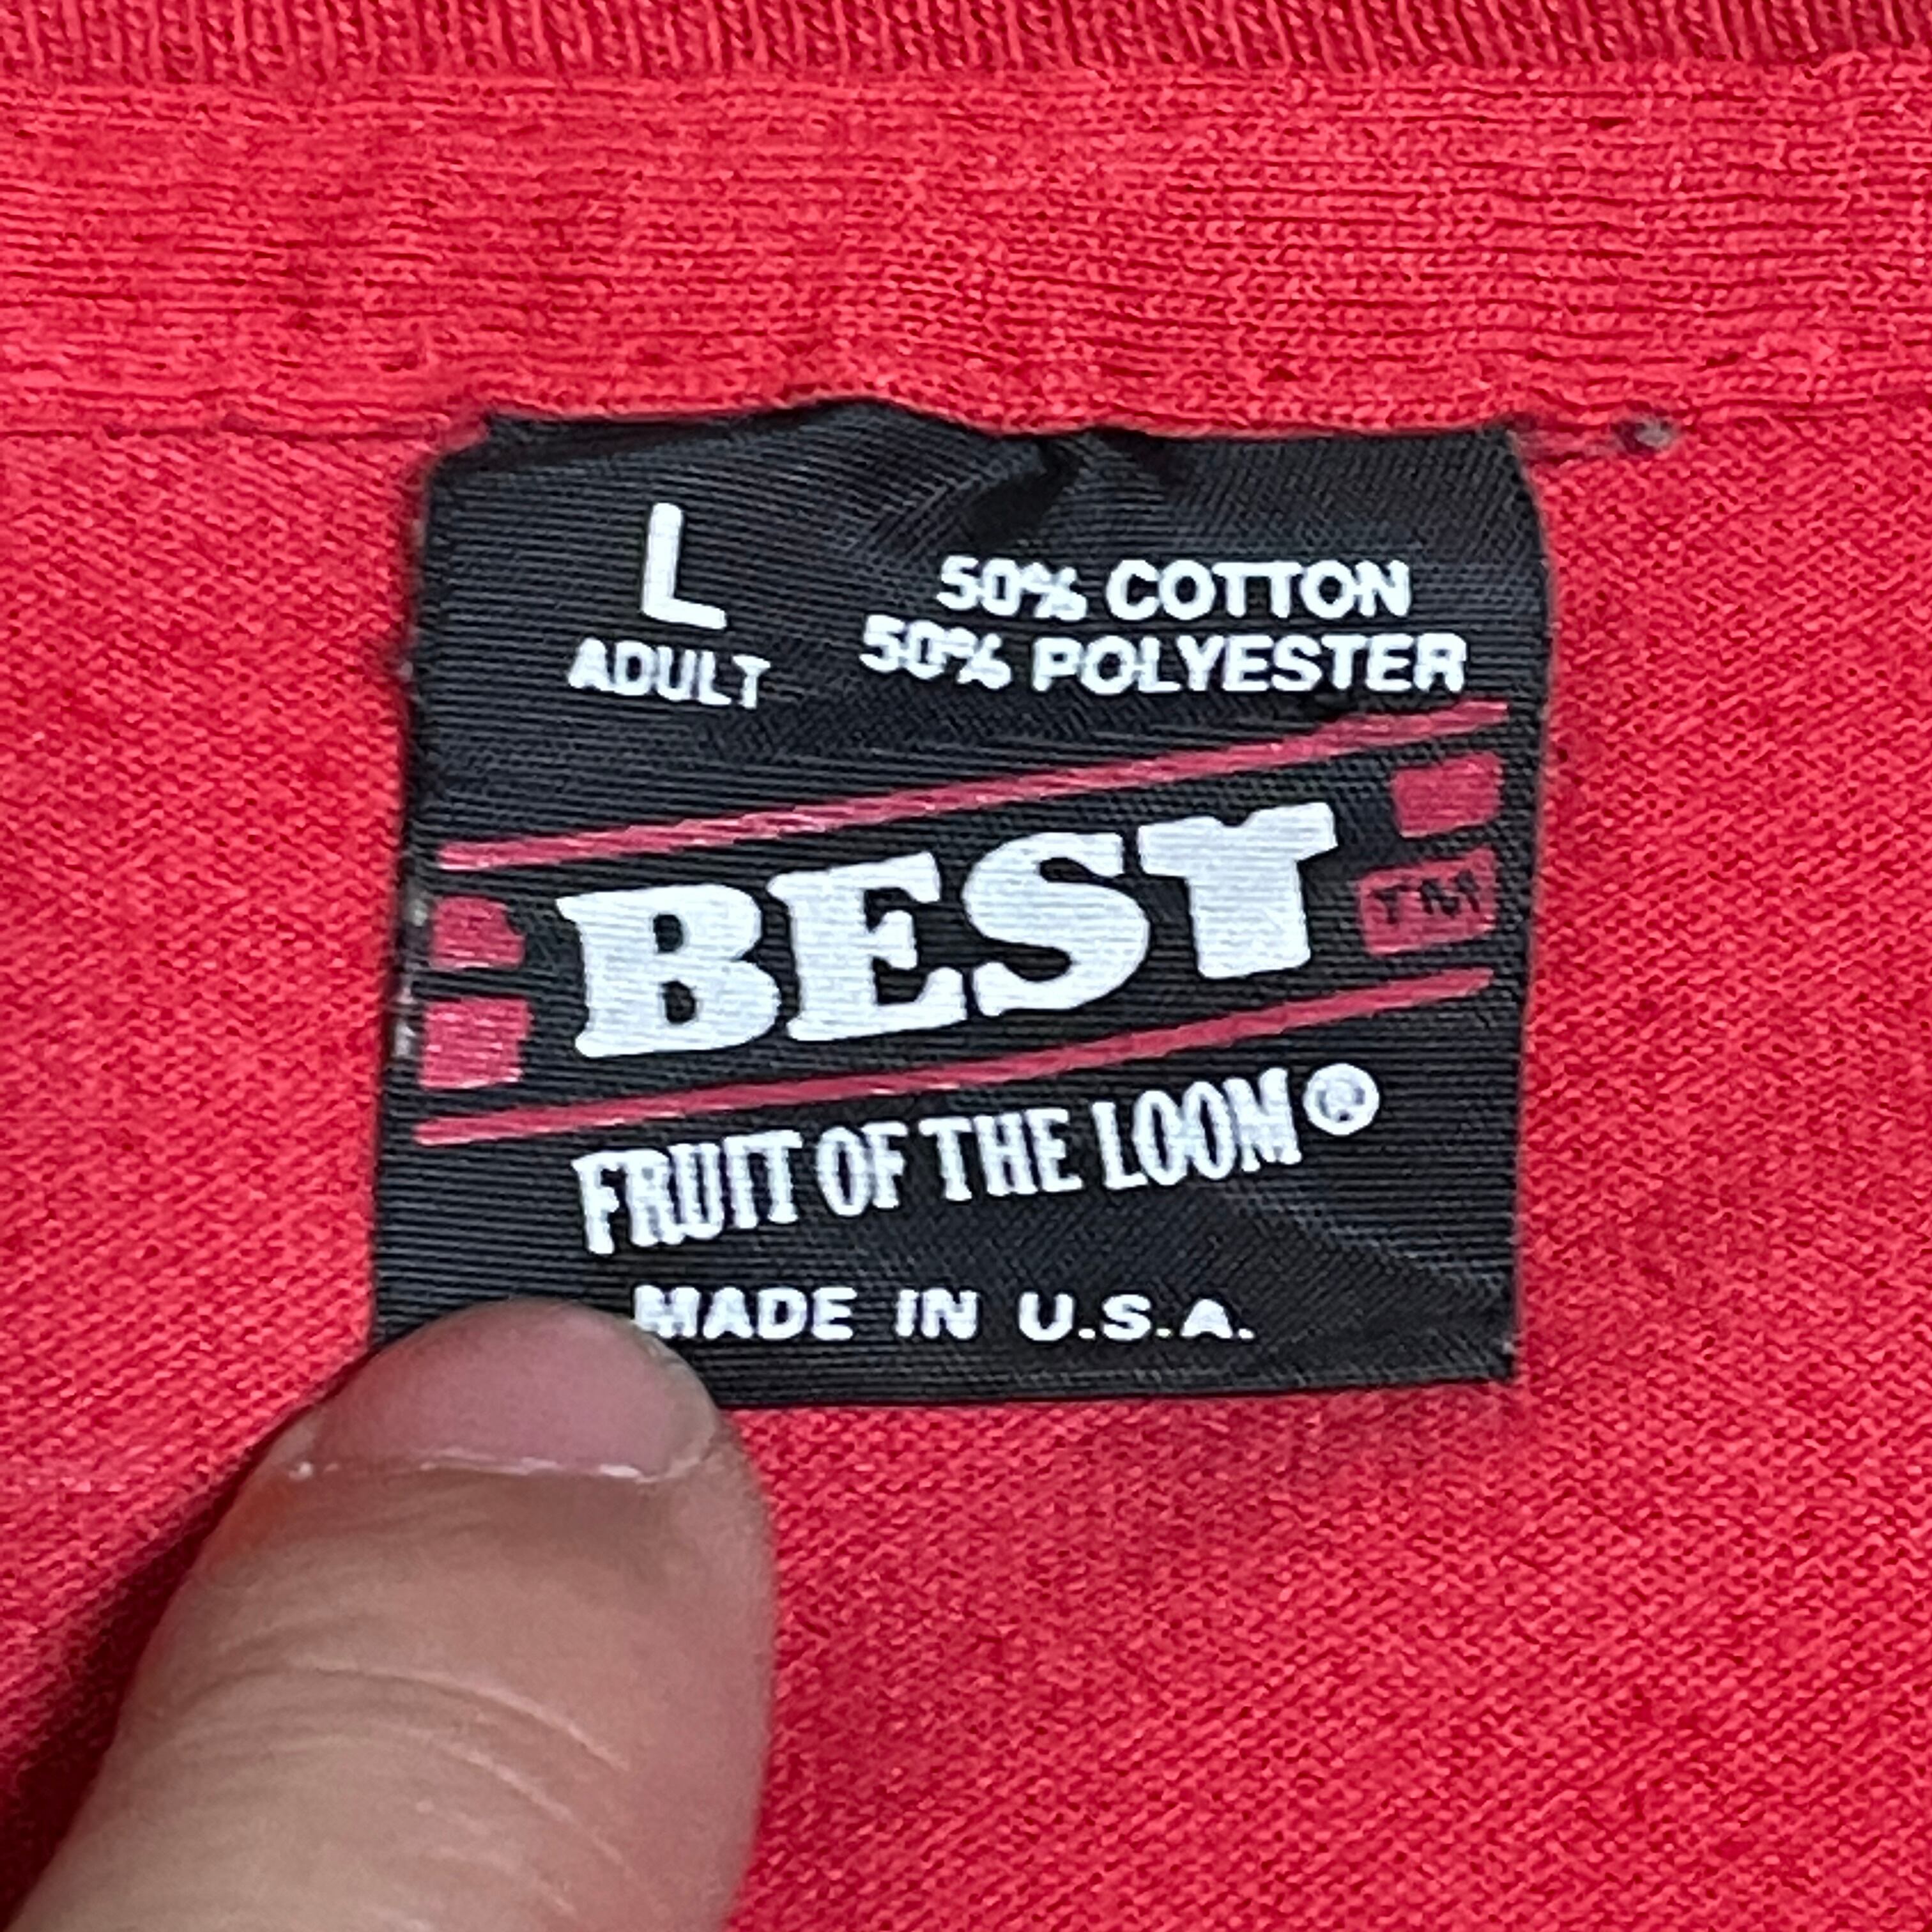 L
ADULT
50% COTTON
50% POLYESTER
BEST
TM
FRUIT OF THE LOOM®
MADE IN U.S.A.